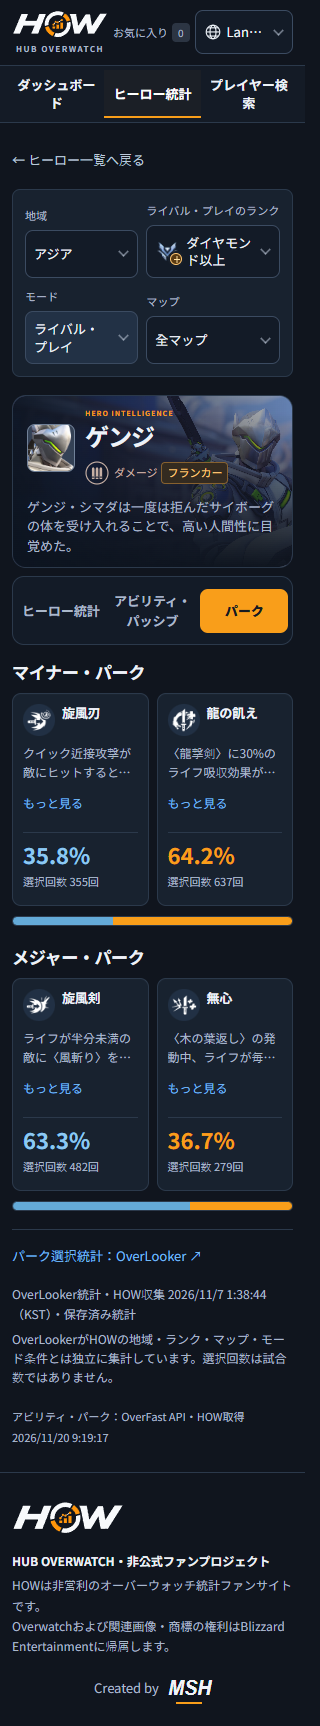 HOW
HUB OVERWATCH
お気に入り 0
Lan…
ダッシュボー
ド
ヒーロー統計
プレイヤー検
索
← ヒーロー一覧へ戻る
地域
アジア
ライバル・プレイのランク
ダイヤモン
ド以上
モード
ライバル・
プレイ
マップ
全マップ
HERO INTELLIGENCE
ゲンジ
ダメージ フランカー
ゲンジ・シマダは一度は拒んだサイボーグ
の体を受け入れることで、高い人間性に目
覚めた。
ヒーロー統計
アビリティ・
パッシブ
パーク
マイナー・パーク
旋風刃
クイック近接攻撃が
敵にヒットすると…
もっと見る
35.8%
選択回数 355回
龍の飢え
〈龍撃剣〉に30%の
ライフ吸収効果が…
もっと見る
64.2%
選択回数 637回
メジャー・パーク
旋風剣
ライフが半分未満の
敵に〈風斬り〉を…
もっと見る
63.3%
選択回数 482回
無心
〈木の葉返し〉の発
動中、ライフが毎…
もっと見る
36.7%
選択回数 279回
パーク選択統計：OverLooker ↗
OverLooker統計・HOW収集 2026/11/7 1:38:44
（KST）・保存済み統計
OverLookerがHOWの地域・ランク・マップ・モー
ド条件とは独立に集計しています。選択回数は試合
数ではありません。
アビリティ・パーク：OverFast API・HOW取得
2026/11/20 9:19:17
HOW
HUB OVERWATCH・非公式ファンプロジェクト
HOWは非営利のオーバーウォッチ統計ファンサイト
です。
Overwatchおよび関連画像・商標の権利はBlizzard
Entertainmentに帰属します。
Created by MSH